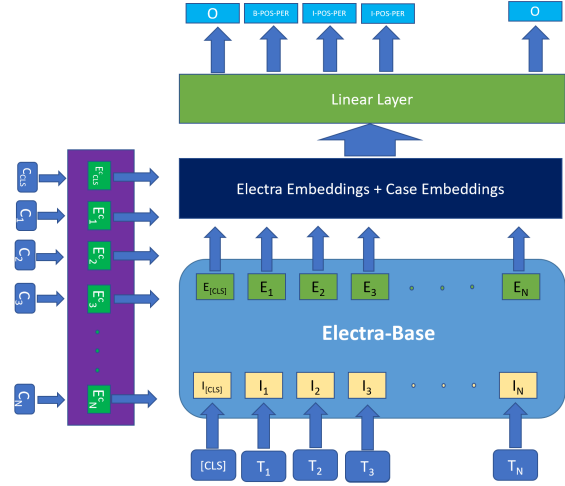 O B-POS-PER I-POS-PER I-POS-PER O
Linear Layer
Electra Embeddings + Case Embeddings
C_CLS E^c_CLS
C_1 E^c_1
C_2 E^c_2
C_3 E^c_3
C_N E^c_N
E_[CLS] E_1 E_2 E_3 E_N
Electra-Base
I_[CLS] I_1 I_2 I_3 I_N
[CLS] T_1 T_2 T_3 T_N